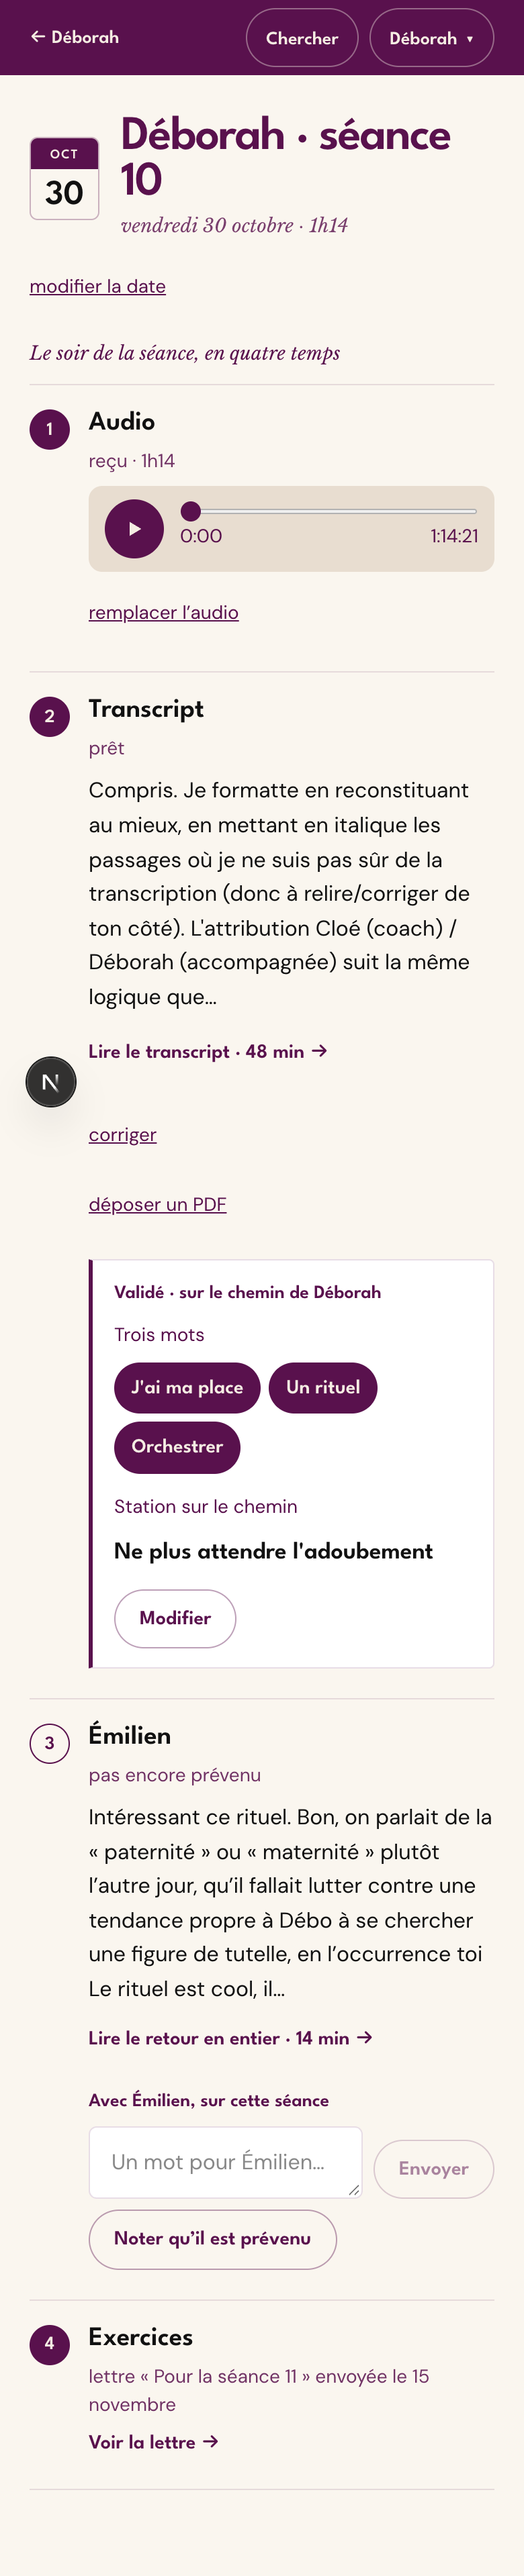 ← Déborah
Chercher
Déborah ▾
OCT
30
Déborah · séance
10
vendredi 30 octobre · 1h14
modifier la date
Le soir de la séance, en quatre temps
1
Audio
reçu · 1h14
0:00
1:14:21
remplacer l’audio
2
Transcript
prêt
Compris. Je formatte en reconstituant
au mieux, en mettant en italique les
passages où je ne suis pas sûr de la
transcription (donc à relire/corriger de
ton côté). L'attribution Cloé (coach) /
Déborah (accompagnée) suit la même
logique que…
Lire le transcript · 48 min →
N
corriger
déposer un PDF
Validé · sur le chemin de Déborah
Trois mots
J'ai ma place
Un rituel
Orchestrer
Station sur le chemin
Ne plus attendre l'adoubement
Modifier
3
Émilien
pas encore prévenu
Intéressant ce rituel. Bon, on parlait de la
« paternité » ou « maternité » plutôt
l’autre jour, qu’il fallait lutter contre une
tendance propre à Débo à se chercher
une figure de tutelle, en l’occurrence toi
Le rituel est cool, il…
Lire le retour en entier · 14 min →
Avec Émilien, sur cette séance
Un mot pour Émilien…
Envoyer
Noter qu’il est prévenu
4
Exercices
lettre « Pour la séance 11 » envoyée le 15
novembre
Voir la lettre →